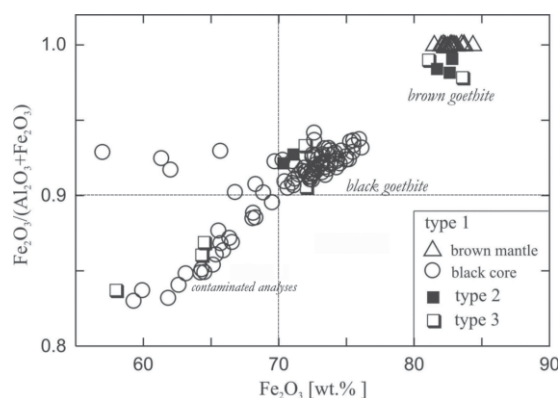 1.0
brown goethite
Fe₂O₃/(Al₂O₃+Fe₂O₃)
0.9
black goethite
type 1
brown mantle
black core
type 2
type 3
contaminated analyses
0.8
60
70
80
90
Fe₂O₃ [wt.%]